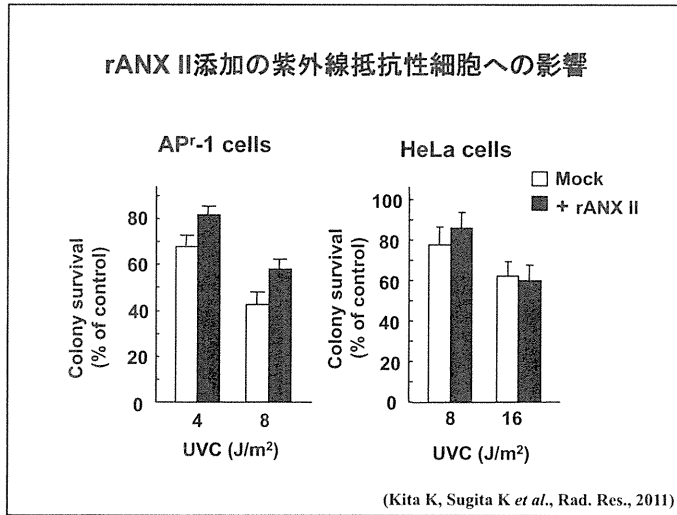 rANX II添加の紫外線抵抗性細胞への影響
APʳ-1 cells
HeLa cells
Mock
+ rANX II
Colony survival
(% of control)
80
60
40
20
0
4
8
UVC (J/m²)
Colony survival
(% of control)
100
80
60
40
20
0
8
16
UVC (J/m²)
(Kita K, Sugita K et al., Rad. Res., 2011)